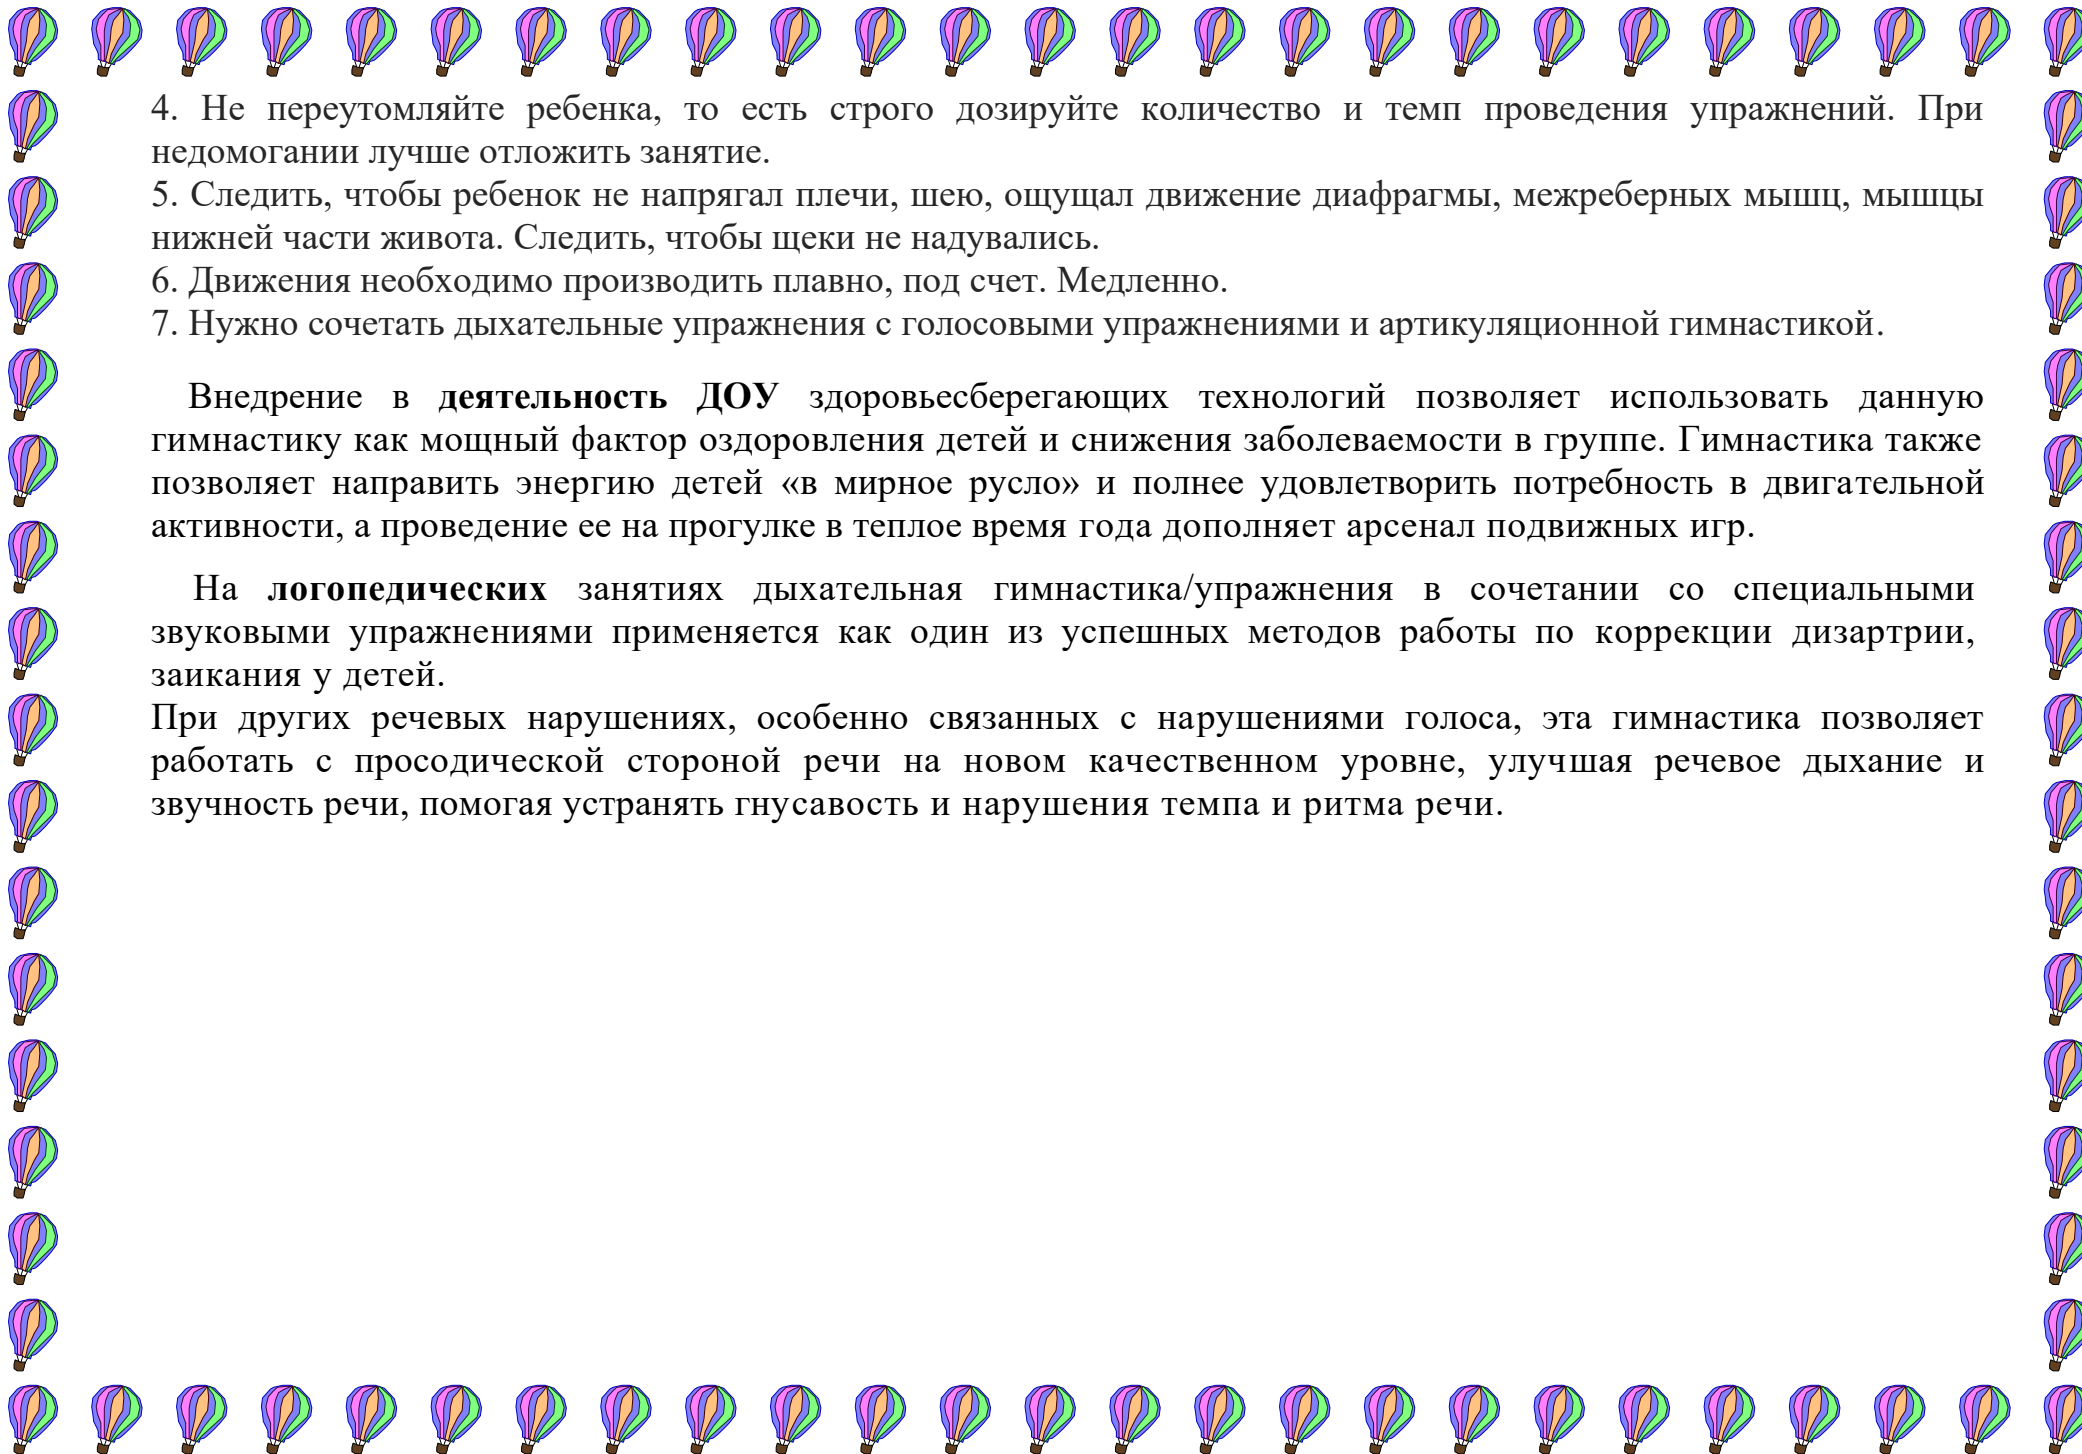 4. Не переутомляйте ребенка, то есть строго дозируйте количество и темп проведения упражнений. При
недомогании лучше отложить занятие.
5. Следить, чтобы ребенок не напрягал плечи, шею, ощущал движение диафрагмы, межреберных мышц, мышцы
нижней части живота. Следить, чтобы щеки не надувались.
6. Движения необходимо производить плавно, под счет. Медленно.
7. Нужно сочетать дыхательные упражнения с голосовыми упражнениями и артикуляционной гимнастикой.
Внедрение в деятельность ДОУ здоровьесберегающих технологий позволяет использовать данную
гимнастику как мощный фактор оздоровления детей и снижения заболеваемости в группе. Гимнастика также
позволяет направить энергию детей «в мирное русло» и полнее удовлетворить потребность в двигательной
активности, а проведение ее на прогулке в теплое время года дополняет арсенал подвижных игр.
На логопедических занятиях дыхательная гимнастика/упражнения в сочетании со специальными
звуковыми упражнениями применяется как один из успешных методов работы по коррекции дизартрии,
заикания у детей.
При других речевых нарушениях, особенно связанных с нарушениями голоса, эта гимнастика позволяет
работать с просодической стороной речи на новом качественном уровне, улучшая речевое дыхание и
звучность речи, помогая устранять гнусавость и нарушения темпа и ритма речи.